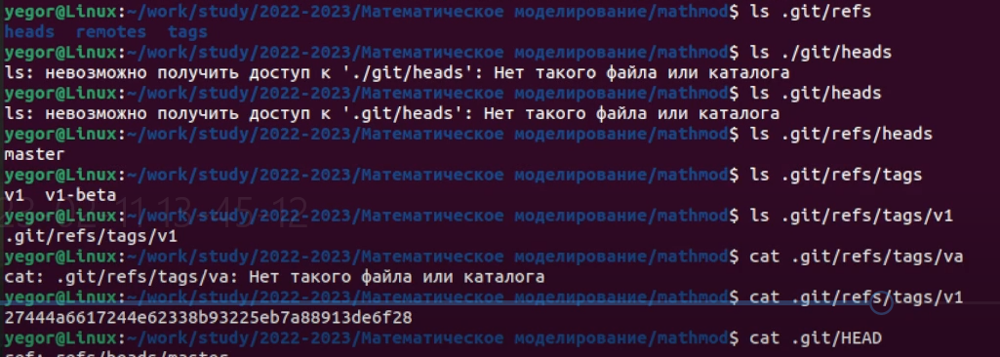 yegor@Linux:~/work/study/2022-2023/Математическое моделирование/mathmod$ ls .git/refs
heads  remotes  tags
yegor@Linux:~/work/study/2022-2023/Математическое моделирование/mathmod$ ls ./git/heads
ls: невозможно получить доступ к './git/heads': Нет такого файла или каталога
yegor@Linux:~/work/study/2022-2023/Математическое моделирование/mathmod$ ls .git/heads
ls: невозможно получить доступ к '.git/heads': Нет такого файла или каталога
yegor@Linux:~/work/study/2022-2023/Математическое моделирование/mathmod$ ls .git/refs/heads
master
yegor@Linux:~/work/study/2022-2023/Математическое моделирование/mathmod$ ls .git/refs/tags
v1  v1-beta
yegor@Linux:~/work/study/2022-2023/Математическое моделирование/mathmod$ ls .git/refs/tags/v1
.git/refs/tags/v1
yegor@Linux:~/work/study/2022-2023/Математическое моделирование/mathmod$ cat .git/refs/tags/va
cat: .git/refs/tags/va: Нет такого файла или каталога
yegor@Linux:~/work/study/2022-2023/Математическое моделирование/mathmod$ cat .git/refs/tags/v1
27444a6617244e62338b93225eb7a88913de6f28
yegor@Linux:~/work/study/2022-2023/Математическое моделирование/mathmod$ cat .git/HEAD
ref: refs/heads/master